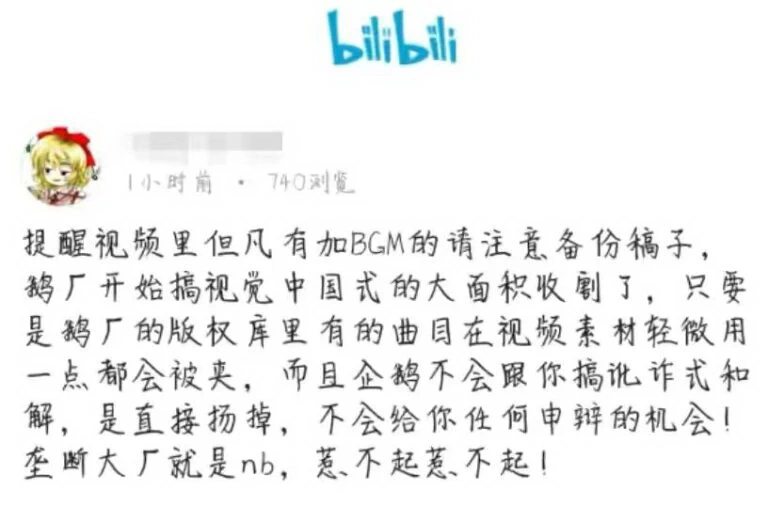 bilibili
1小时前 · 740浏览
提醒视频里但凡有加BGM的请注意备份稿子，
鹅厂开始搞视觉中国式的大面积收割了，只要
是鹅厂的版权库里有的曲目在视频素材轻微用
一点都会被夹，而且企鹅不会跟你搞讹诈式和
解，是直接扬掉，不会给你任何申辩的机会！
垄断大厂就是nb，惹不起惹不起！